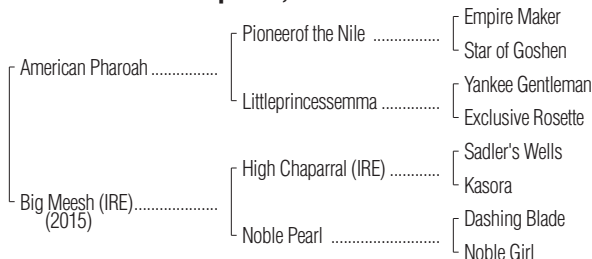 Empire Maker
Pioneerof the Nile ................
Star of Goshen
American Pharoah ................
Yankee Gentleman
Littleprincessemma ..............
Exclusive Rosette
Sadler's Wells
High Chaparral (IRE) ............
Kasora
Big Meesh (IRE)....................
(2015)
Dashing Blade
Noble Pearl ..........................
Noble Girl